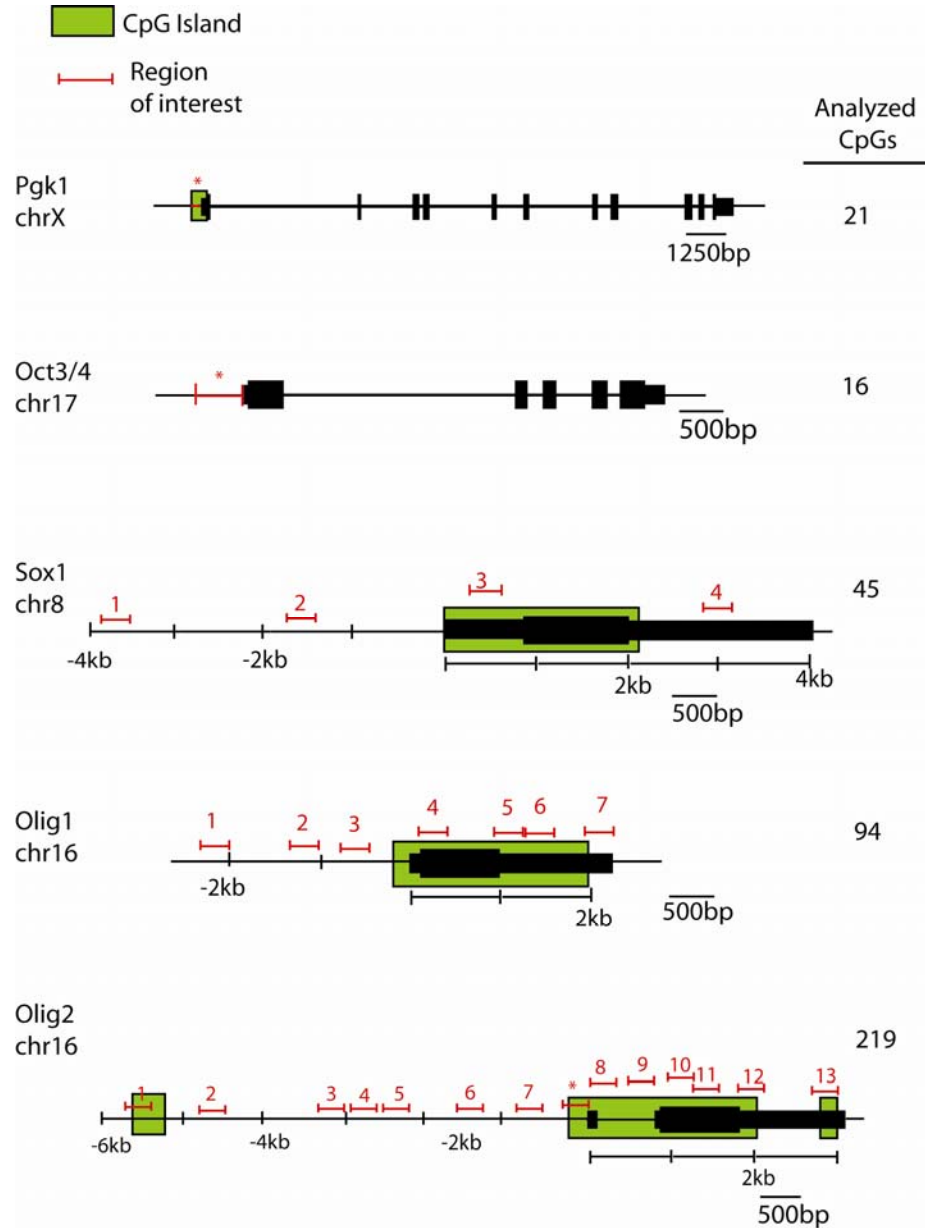 CpG Island
Region
of interest
Analyzed
CpGs
Pgk1
chrX
*
21
1250bp
Oct3/4
chr17
*
16
500bp
Sox1
chr8
1
2
3
4
45
-4kb
-2kb
2kb
4kb
500bp
Olig1
chr16
1
2
3
4
5
6
7
94
-2kb
2kb
500bp
Olig2
chr16
219
1
2
3
4
5
6
7
*
8
9
10
11
12
13
-6kb
-4kb
-2kb
2kb
500bp